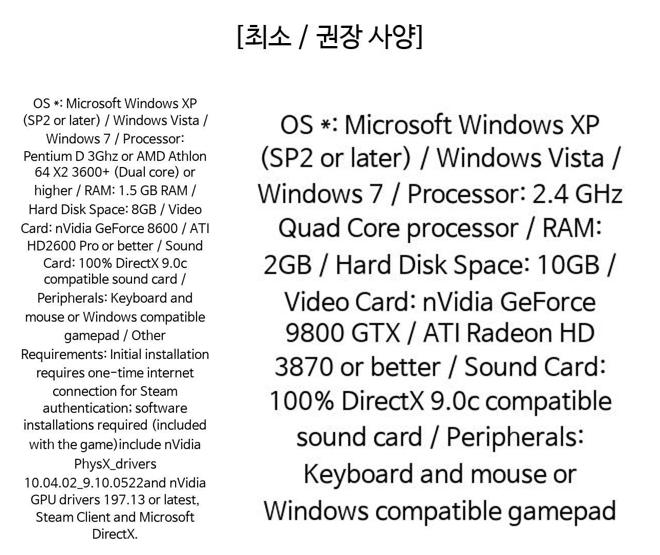 [최소 / 권장 사양]
OS *: Microsoft Windows XP
(SP2 or later) / Windows Vista /
Windows 7 / Processor:
Pentium D 3Ghz or AMD Athlon
64 X2 3600+ (Dual core) or
higher / RAM: 1.5 GB RAM /
Hard Disk Space: 8GB / Video
Card: nVidia GeForce 8600 / ATI
HD2600 Pro or better / Sound
Card: 100% DirectX 9.0c
compatible sound card /
Peripherals: Keyboard and
mouse or Windows compatible
gamepad / Other
Requirements: Initial installation
requires one-time internet
connection for Steam
authentication; software
installations required (included
with the game)include nVidia
PhysX_drivers
10.04.02_9.10.0522and nVidia
GPU drivers 197.13 or latest,
Steam Client and Microsoft
DirectX.
OS *: Microsoft Windows XP
(SP2 or later) / Windows Vista /
Windows 7 / Processor: 2.4 GHz
Quad Core processor / RAM:
2GB / Hard Disk Space: 10GB /
Video Card: nVidia GeForce
9800 GTX / ATI Radeon HD
3870 or better / Sound Card:
100% DirectX 9.0c compatible
sound card / Peripherals:
Keyboard and mouse or
Windows compatible gamepad